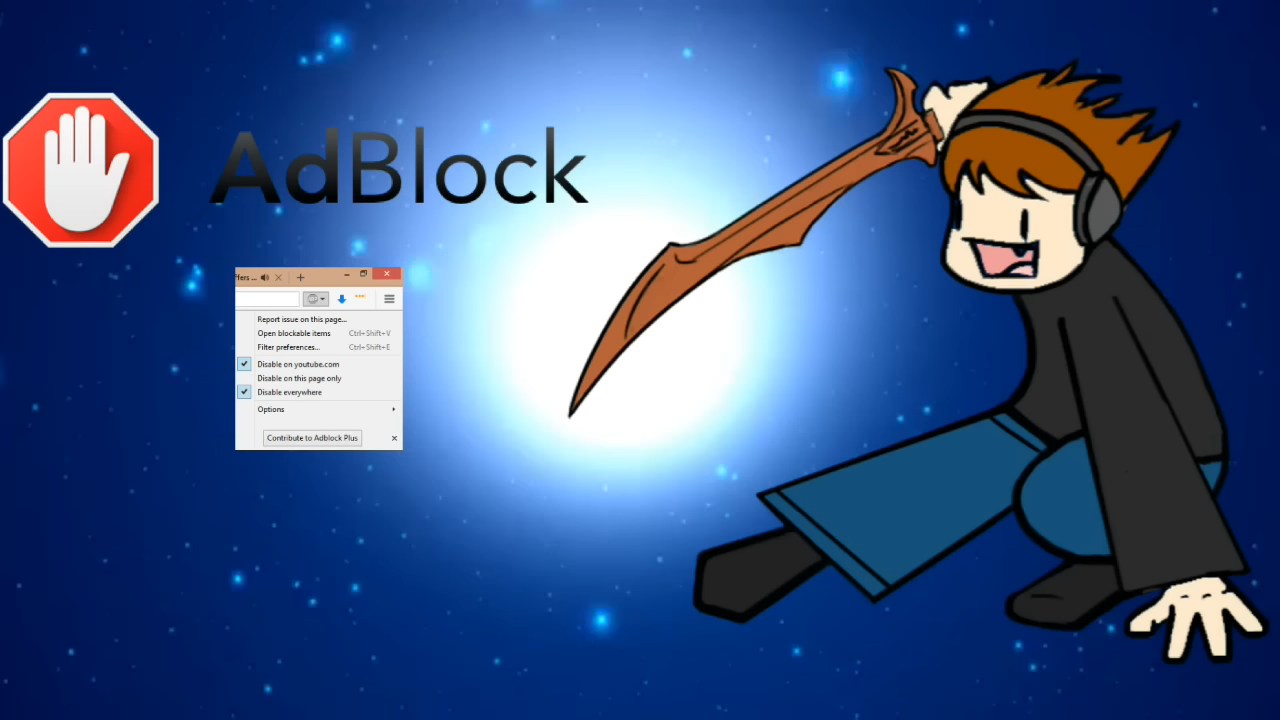 AdBlock
ffers ...
Report issue on this page...
Open blockable items Ctrl+Shift+V
Filter preferences... Ctrl+Shift+E
Disable on youtube.com
Disable on this page only
Disable everywhere
Options
Contribute to Adblock Plus